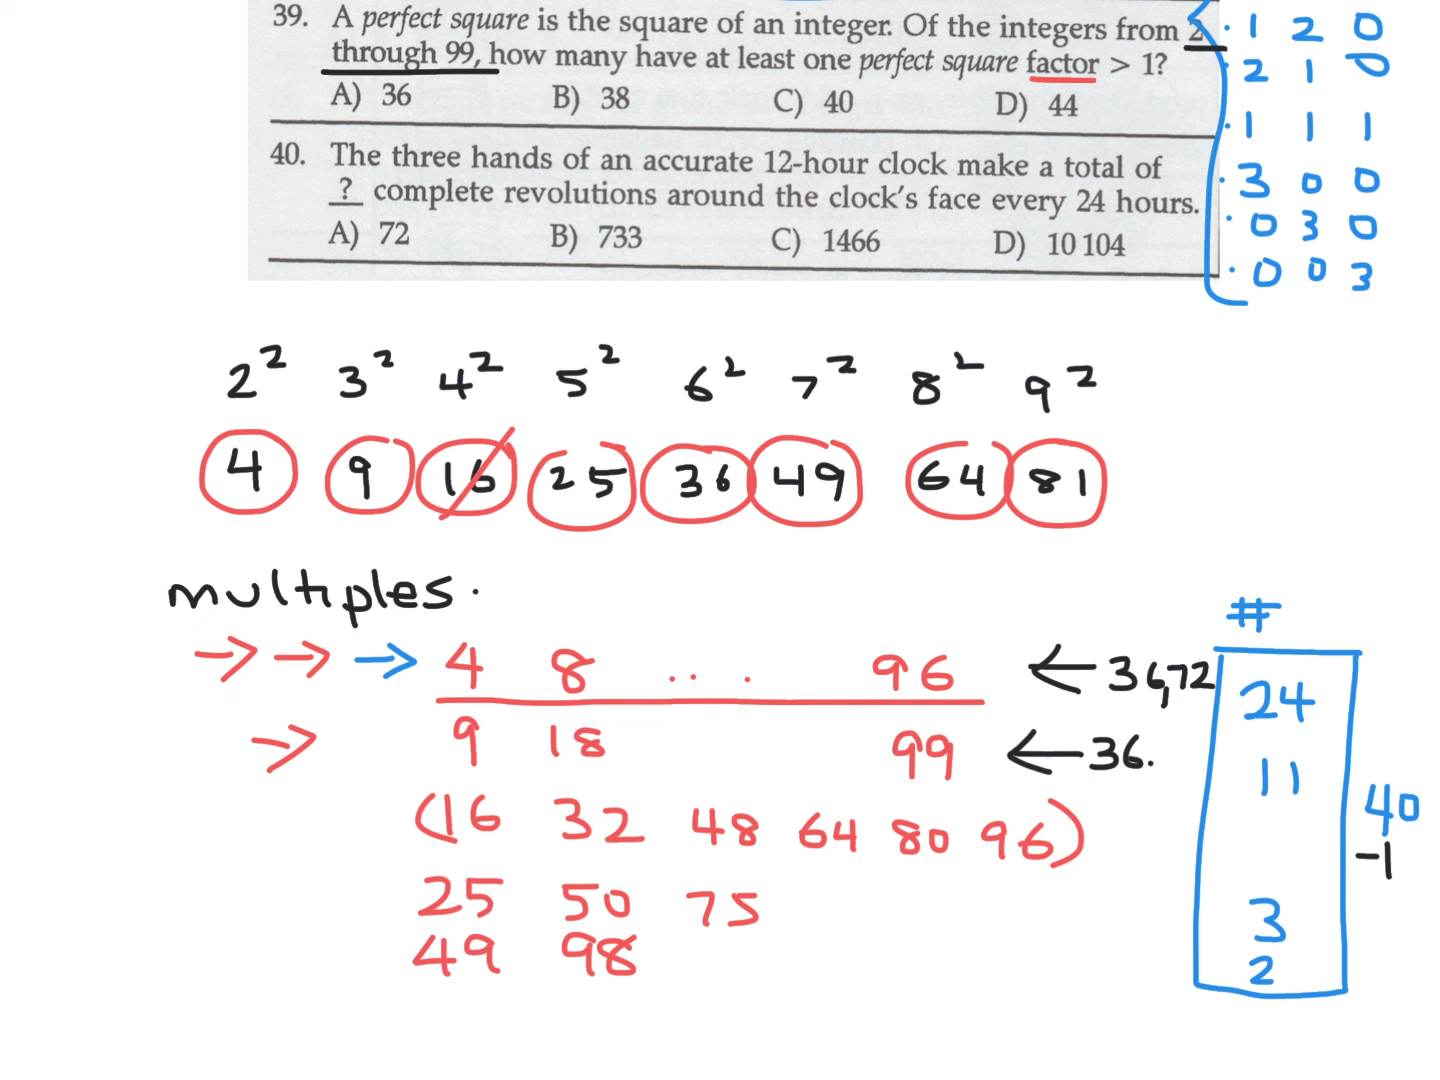 39. A perfect square is the square of an integer. Of the integers from 2
through 99, how many have at least one perfect square factor > 1?
A) 36 B) 38 C) 40 D) 44
40. The three hands of an accurate 12-hour clock make a total of
? complete revolutions around the clock's face every 24 hours.
A) 72 B) 733 C) 1466 D) 10 104
1 2 0
2 1 0
1 1 1
3 0 0
0 3 0
0 0 3
2² 3² 4² 5² 6² 7² 8² 9²
4 9 16 25 36 49 64 81
multiples.
→ → → 4 8 ... 96 ← 36,72
→ 9 18 99 ← 36.
(16 32 48 64 80 96)
25 50 75
49 98
#
24
11
3
2
40
-1